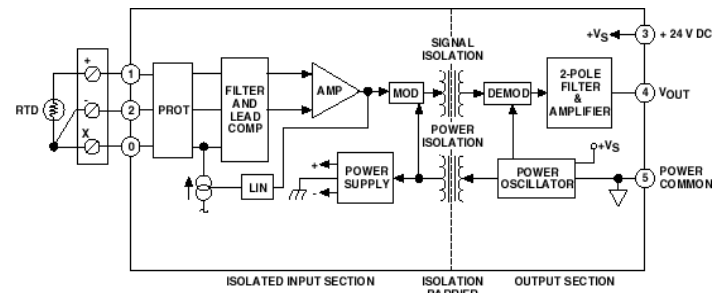 +VS
3
+ 24 V DC
SIGNAL
ISOLATION
+
1
2
0
-
X
RTD
PROT
FILTER
AND
LEAD
COMP
AMP
MOD
DEMOD
2-POLE
FILTER
&
AMPLIFIER
4
VOUT
POWER
ISOLATION
+VS
LIN
+
-
POWER
SUPPLY
POWER
OSCILLATOR
5
POWER
COMMON
ISOLATED INPUT SECTION
ISOLATION
OUTPUT SECTION
BARRIER